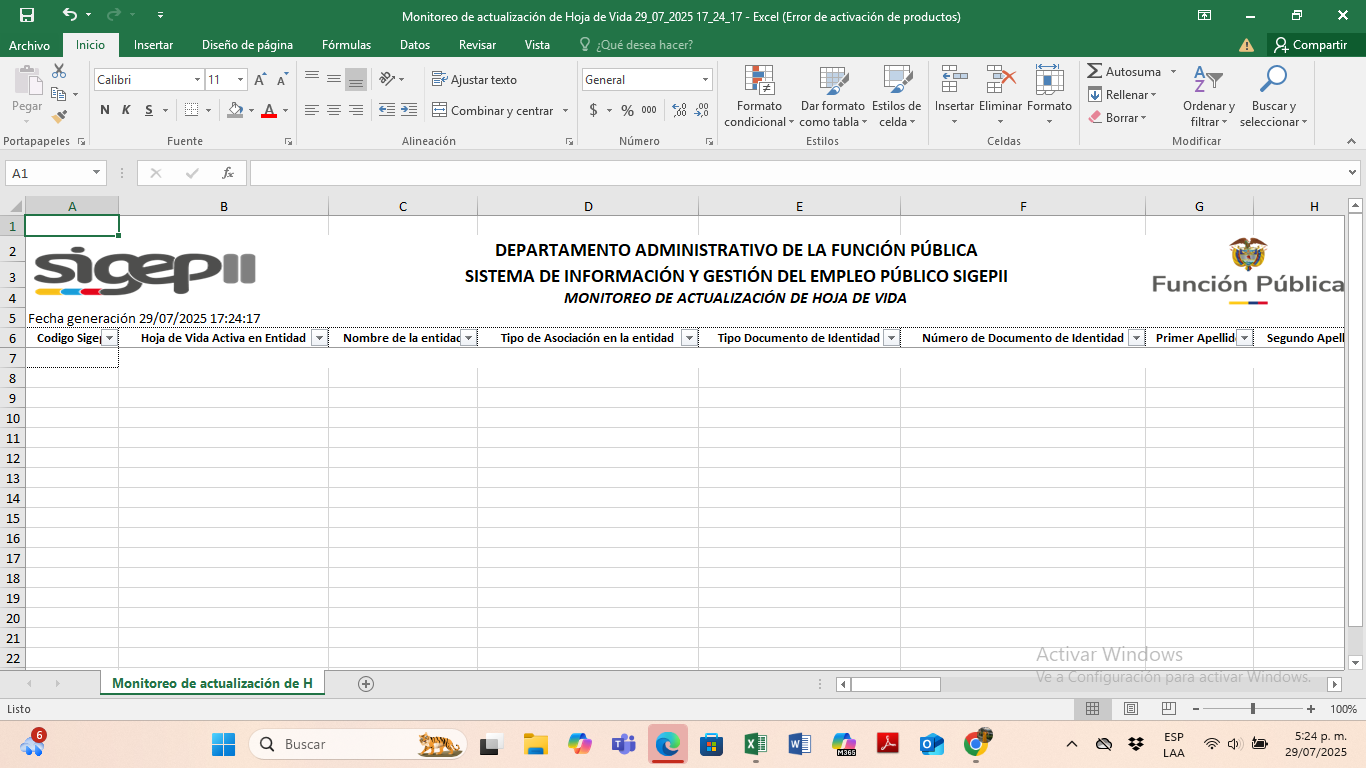 Monitoreo de actualización de Hoja de Vida 29_07_2025 17_24_17 - Excel (Error de activación de productos)
Archivo Inicio Insertar Diseño de página Fórmulas Datos Revisar Vista ¿Qué desea hacer? Compartir
Pegar
Calibri 11
N K S
Ajustar texto
Combinar y centrar
General
$ % 000
Formato condicional
Dar formato como tabla
Estilos de celda
Insertar Eliminar Formato
Autosuma
Rellenar
Borrar
Ordenar y filtrar
Buscar y seleccionar
Portapapeles Fuente Alineación Número Estilos Celdas Modificar
A1 fx
A B C D E F G H
1
2 DEPARTAMENTO ADMINISTRATIVO DE LA FUNCIÓN PÚBLICA
sigepII
3 SISTEMA DE INFORMACIÓN Y GESTIÓN DEL EMPLEO PÚBLICO SIGEPII
Función Pública
4 MONITOREO DE ACTUALIZACIÓN DE HOJA DE VIDA
5 Fecha generación 29/07/2025 17:24:17
6 Codigo Sigep Hoja de Vida Activa en Entidad Nombre de la entidad Tipo de Asociación en la entidad Tipo Documento de Identidad Número de Documento de Identidad Primer Apellid Segundo Apell
7
8
9
10
11
12
13
14
15
16
17
18
19
20
21
22
Activar Windows
Ve a Configuración para activar Windows.
Monitoreo de actualización de H
Listo 100%
6 Buscar M365 ESP LAA 5:24 p. m. 29/07/2025